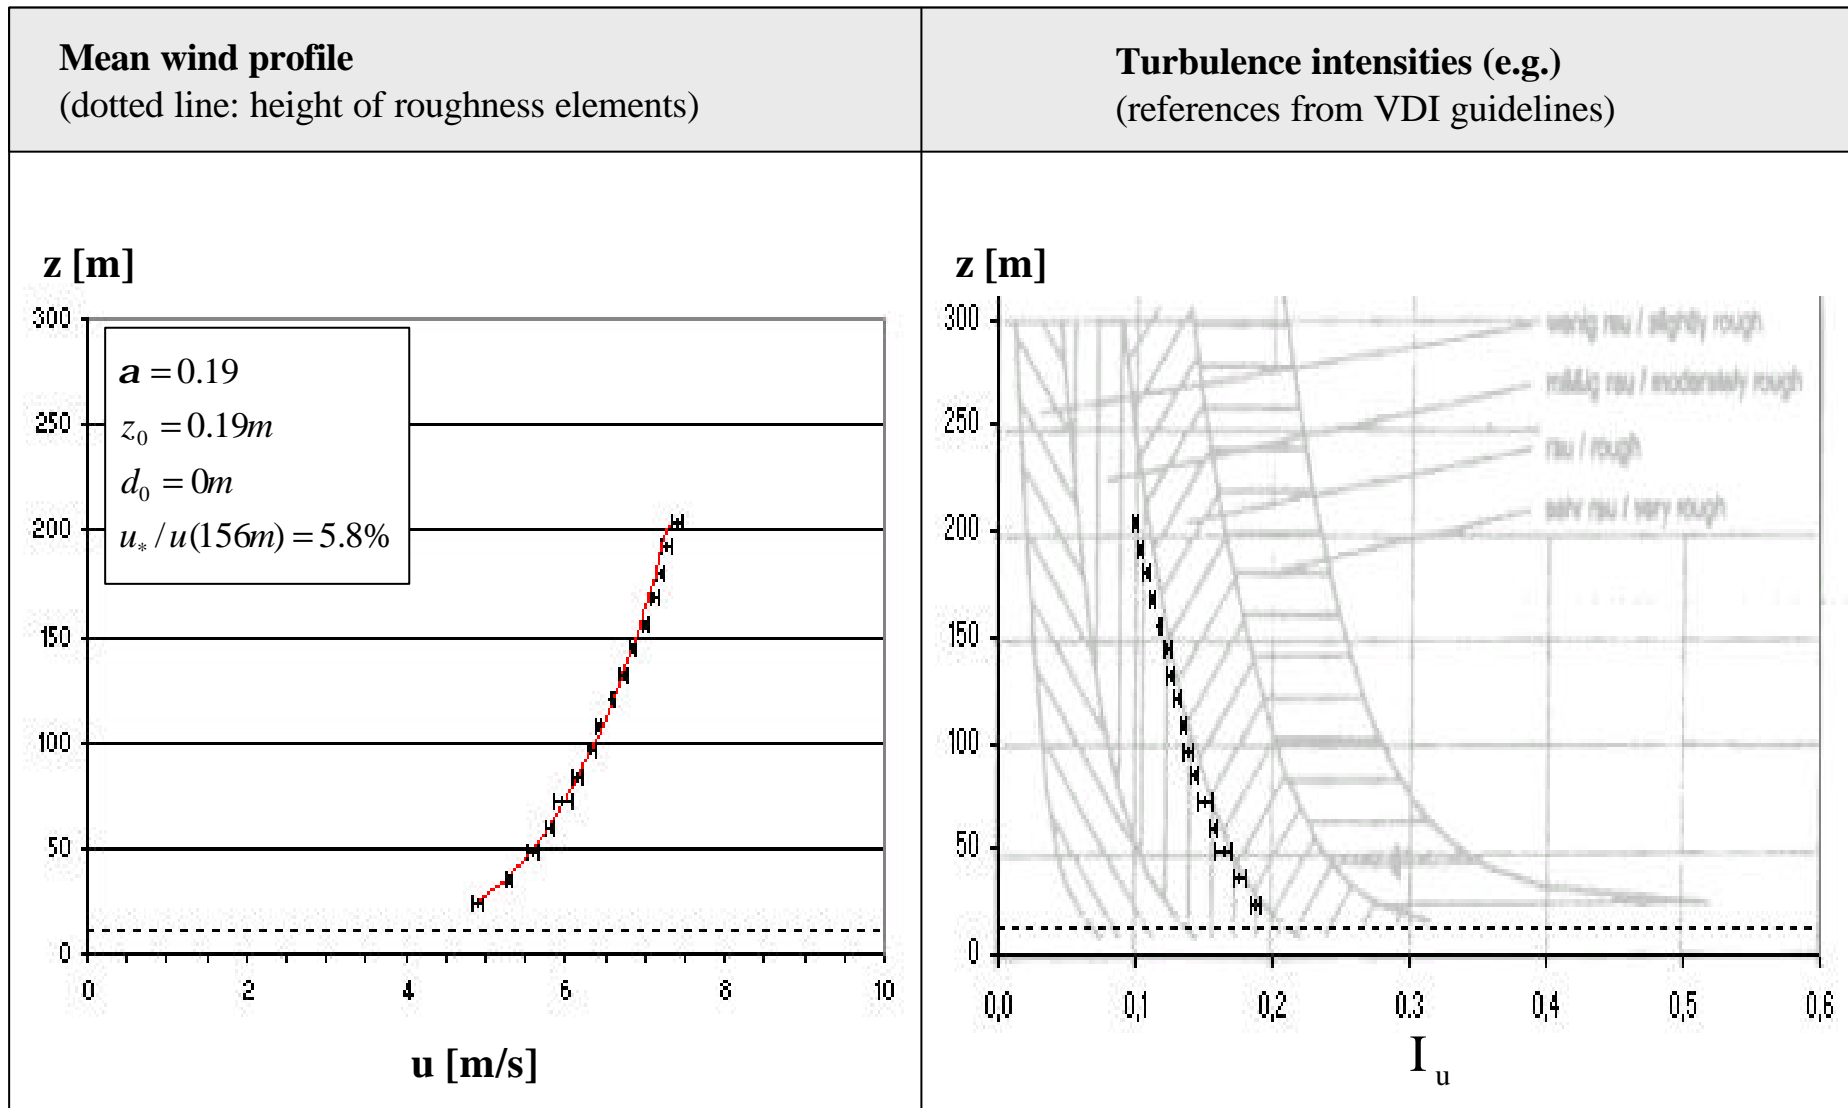 Mean wind profile
(dotted line: height of roughness elements)
Turbulence intensities (e.g.)
(references from VDI guidelines)
z [m]
300
250
200
150
100
50
0
a = 0.19
z₀ = 0.19m
d₀ = 0m
u* / u(156m) = 5.8%
0 2 4 6 8 10
u [m/s]
z [m]
300
250
200
150
100
50
0
wenig rau / slightly rough
mäßig rau / moderately rough
rau / rough
sehr rau / very rough
0,0 0,1 0,2 0,3 0,4 0,5 0,6
I u